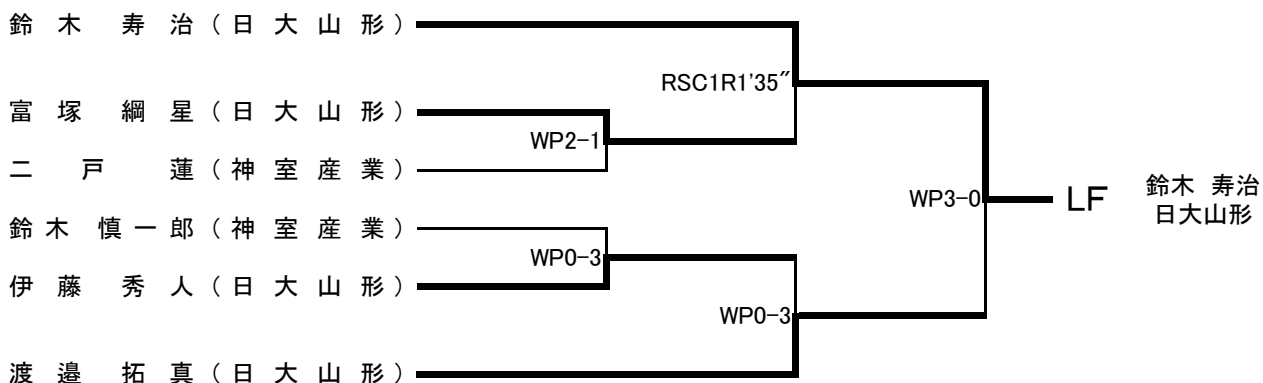 鈴木 寿治(日大山形)
RSC1R1'35″
富塚 綱星(日大山形)
WP2-1
二戸 蓮(神室産業)
WP3-0
LF
鈴木 寿治
日大山形
鈴木 慎一郎(神室産業)
WP0-3
伊藤 秀人(日大山形)
WP0-3
渡邉 拓真(日大山形)